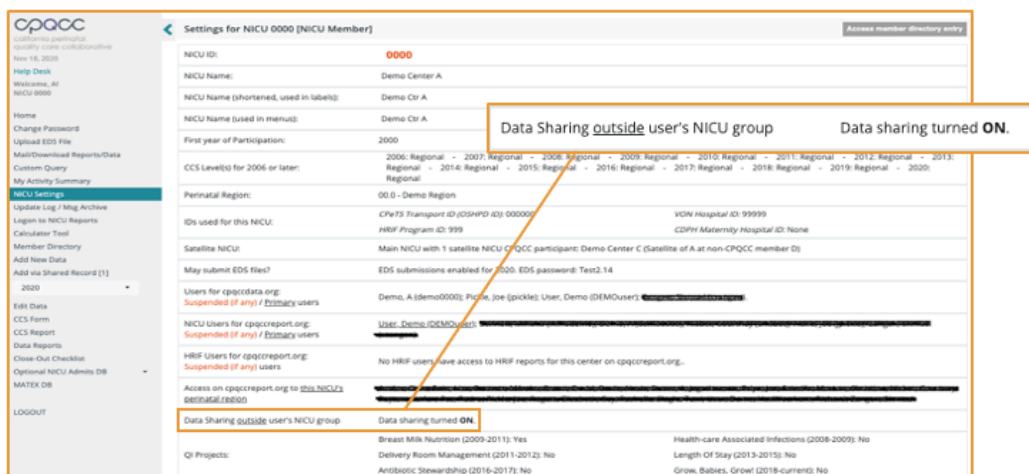 cpqcc
california perinatal
quality care collaborative
Nov 18, 2020
Help Desk
Welcome, Al
NICU 0000
Home
Change Password
Upload EDS File
Mail/Download Reports/Data
Custom Query
My Activity Summary
NICU Settings
Update Log / Msg Archive
Logon to NICU Reports
Calculator Tool
Member Directory
Add New Data
Add via Shared Record [1]
2020
Edit Data
CCS Form
CCS Report
Data Reports
Close-Out Checklist
Optional NICU Admits DB
MATEX DB
LOGOUT
Settings for NICU 0000 [NICU Member]
Access member directory entry
NICU ID: 0000
NICU Name: Demo Center A
NICU Name (shortened, used in labels): Demo Ctr A
NICU Name (used in menus): Demo Ctr A
First year of Participation: 2000
CCS Level(s) for 2006 or later:
2006: Regional - 2007: Regional - 2008: Regional - 2009: Regional - 2010: Regional - 2011: Regional - 2012: Regional - 2013:
Regional - 2014: Regional - 2015: Regional - 2016: Regional - 2017: Regional - 2018: Regional - 2019: Regional - 2020:
Regional
Perinatal Region: 00.0 - Demo Region
IDs used for this NICU:
CPeTS Transport ID (OSHPD ID): 000000 VON Hospital ID: 99999
HRIF Program ID: 999 CDPH Maternity Hospital ID: None
Satellite NICU: Main NICU with 1 satellite NICU CPQCC participant: Demo Center C (Satellite of A at non-CPQCC member D)
May submit EDS files? EDS submissions enabled for 2020. EDS password: Test2.14
Users for cpqccdata.org:
Suspended (if any) / Primary users
Demo, A (demo0000); Pickle, Joe (jpickle); User, Demo (DEMOuser);
NICU Users for cpqccreport.org:
Suspended (if any) / Primary users
User, Demo (DEMOuser);
HRIF Users for cpqccreport.org:
Suspended (if any) users
No HRIF users have access to HRIF reports for this center on cpqccreport.org..
Access on cpqccreport.org to this NICU's
perinatal region
Data Sharing outside user's NICU group Data sharing turned ON.
QI Projects:
Breast Milk Nutrition (2009-2011): Yes Health-care Associated Infections (2008-2009): No
Delivery Room Management (2011-2012): No Length Of Stay (2013-2015): No
Antibiotic Stewardship (2016-2017): No Grow, Babies, Grow! (2018-current): No
Data Sharing outside user's NICU group Data sharing turned ON.